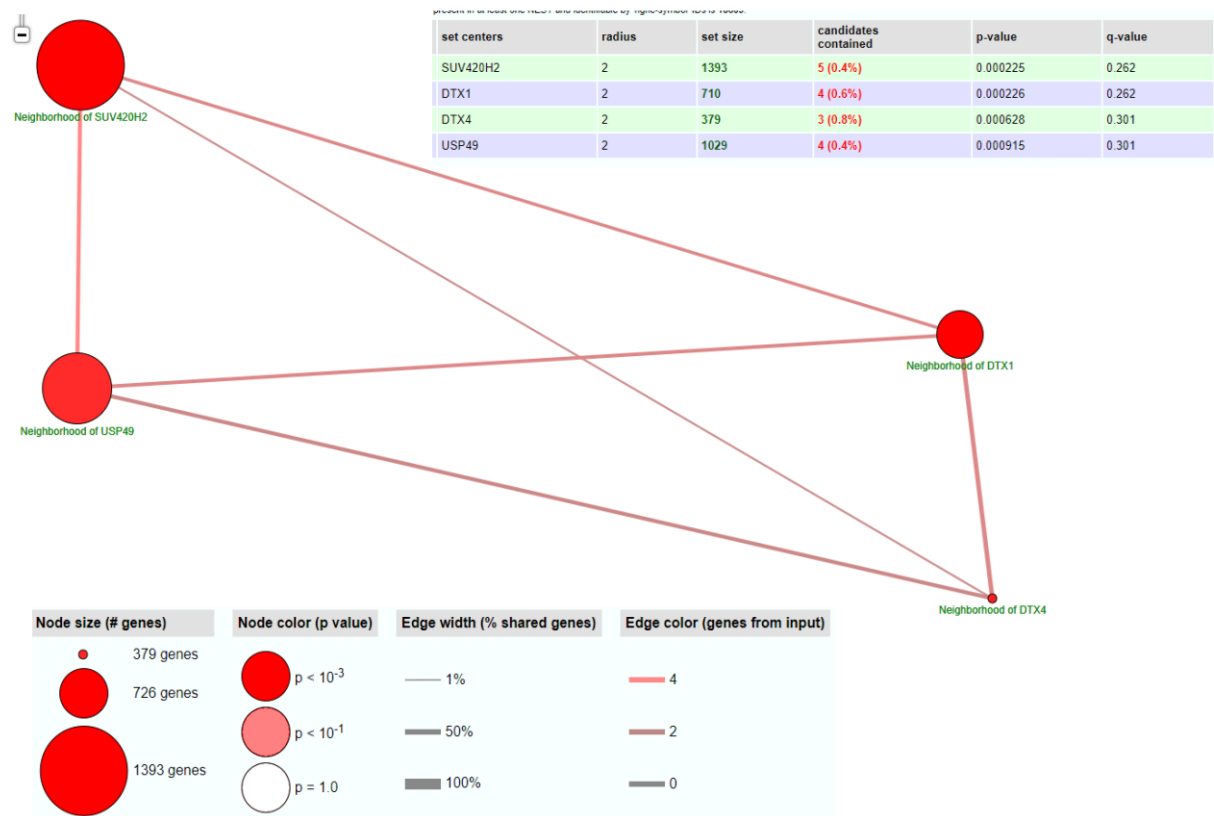 set centers radius set size candidates contained p-value q-value
SUV420H2 2 1393 5 (0.4%) 0.000225 0.262
DTX1 2 710 4 (0.6%) 0.000226 0.262
DTX4 2 379 3 (0.8%) 0.000628 0.301
USP49 2 1029 4 (0.4%) 0.000915 0.301
Neighborhood of SUV420H2
Neighborhood of DTX1
Neighborhood of USP49
Neighborhood of DTX4
Node size (# genes) Node color (p value) Edge width (% shared genes) Edge color (genes from input)
379 genes
726 genes
1393 genes
p < 10-3
p < 10-1
p = 1.0
1%
50%
100%
4
2
0